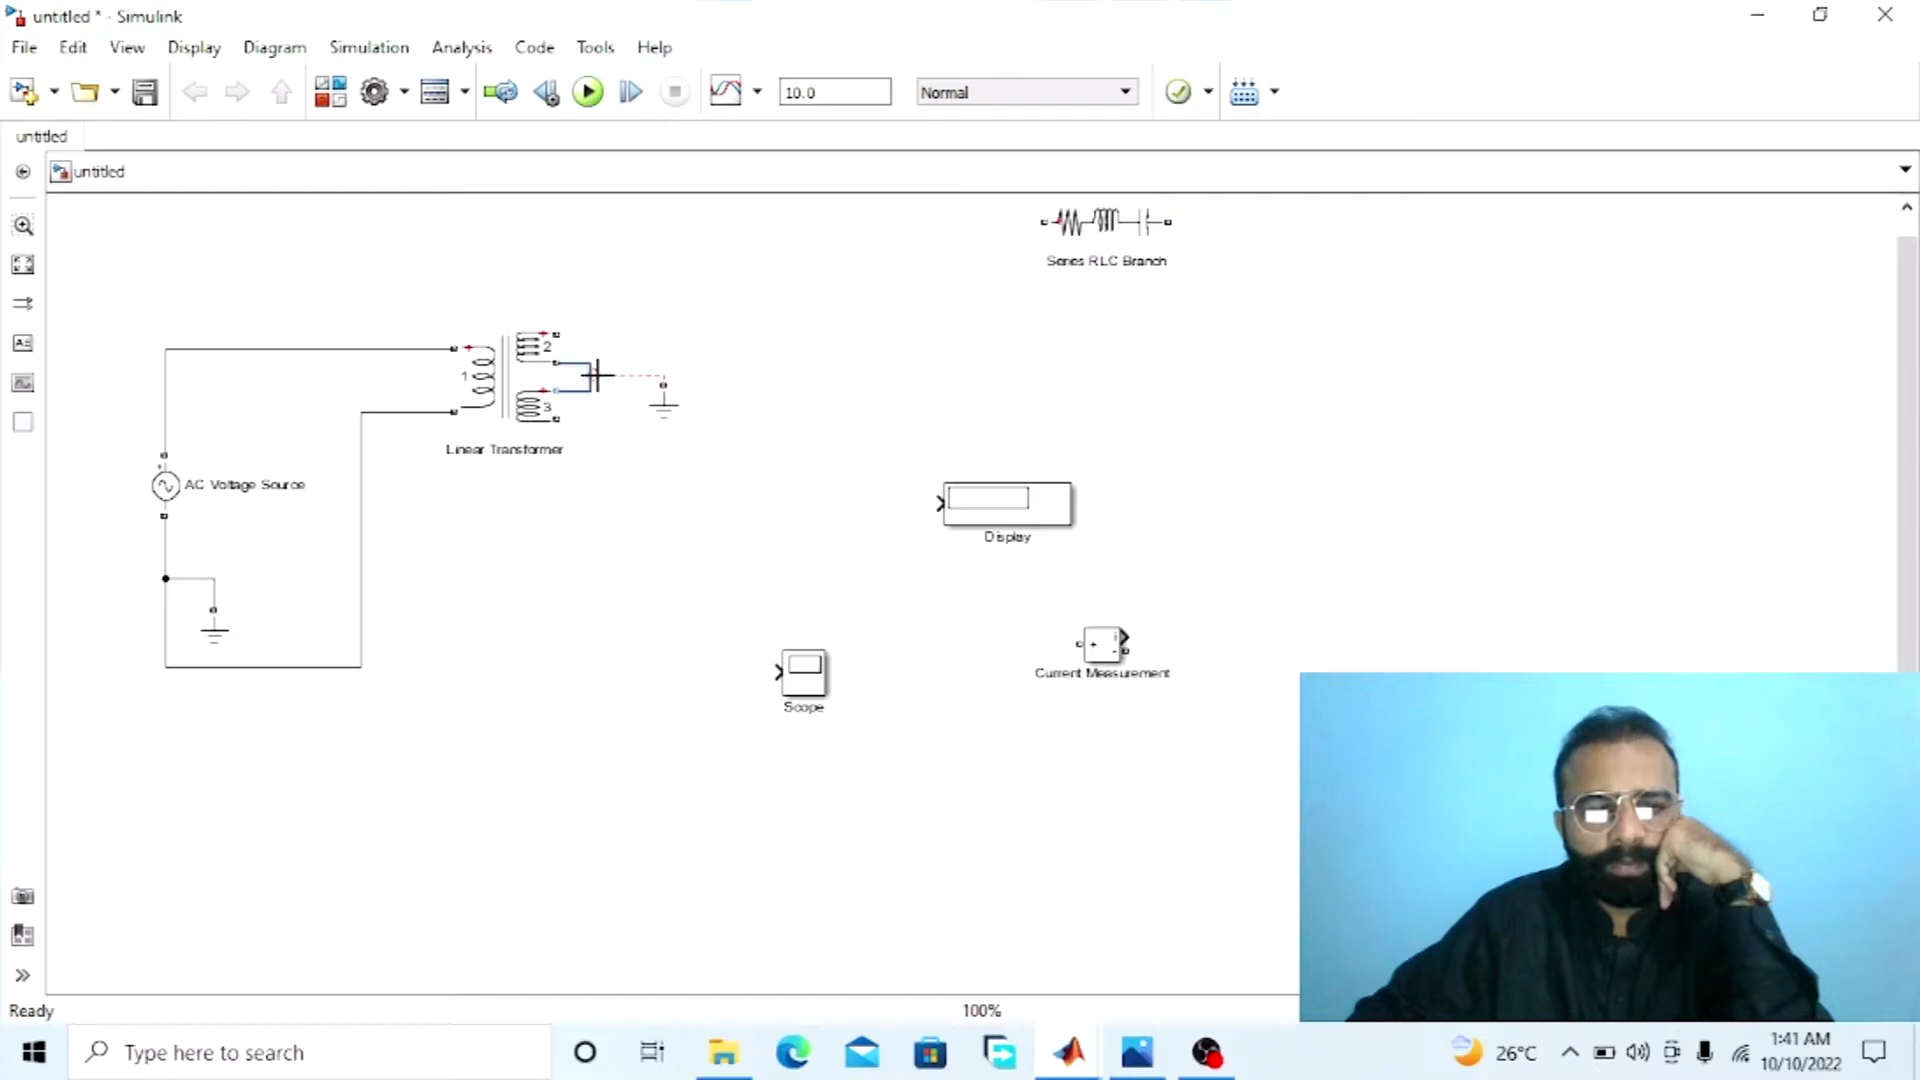 untitled * - Simulink
File Edit View Display Diagram Simulation Analysis Code Tools Help
10.0 Normal
untitled
untitled
Series RLC Branch
1 2
3
Linear Transformer
AC Voltage Source
Display
i
+ -
Current Measurement
Scope
Ready 100%
Type here to search
26°C
1:41 AM
10/10/2022